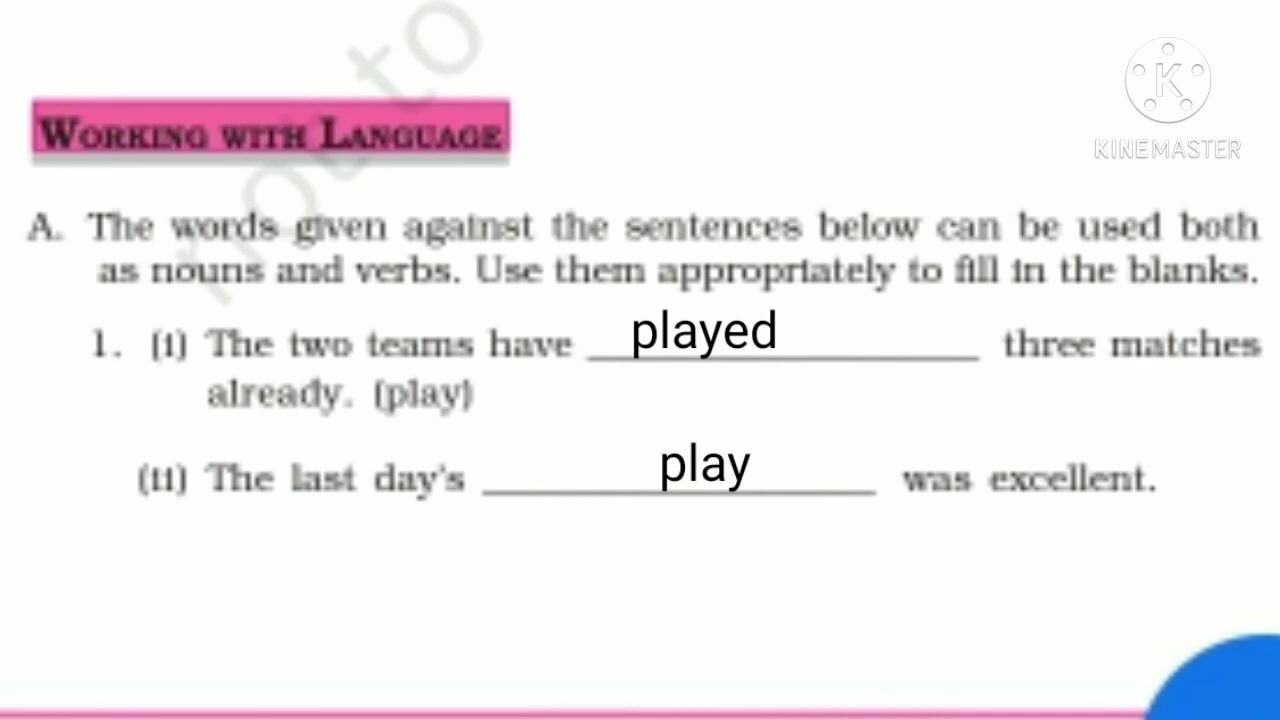 not to
K
KINEMASTER
WORKING WITH LANGUAGE
A. The words given against the sentences below can be used both
as nouns and verbs. Use them appropriately to fill in the blanks.
1. (i) The two teams have played three matches
already. (play)
(ii) The last day's play was excellent.